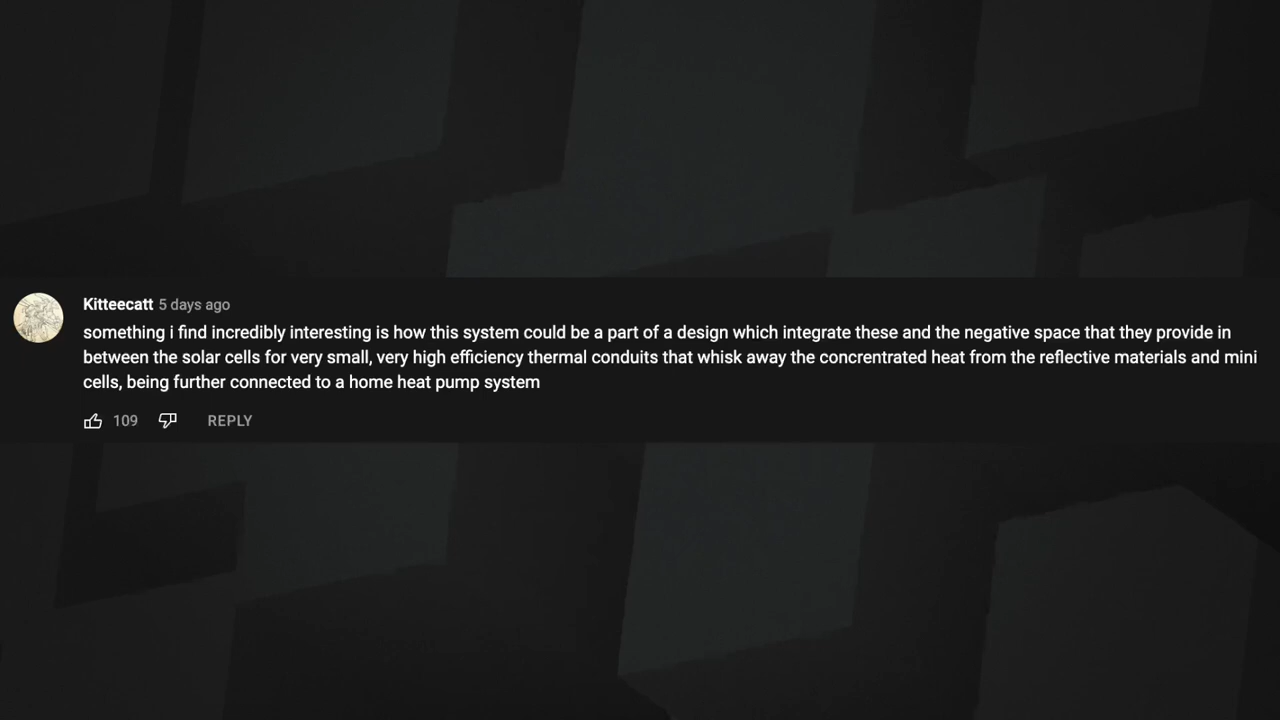 Kitteecatt 5 days ago
something i find incredibly interesting is how this system could be a part of a design which integrate these and the negative space that they provide in
between the solar cells for very small, very high efficiency thermal conduits that whisk away the concrentrated heat from the reflective materials and mini
cells, being further connected to a home heat pump system
109 REPLY